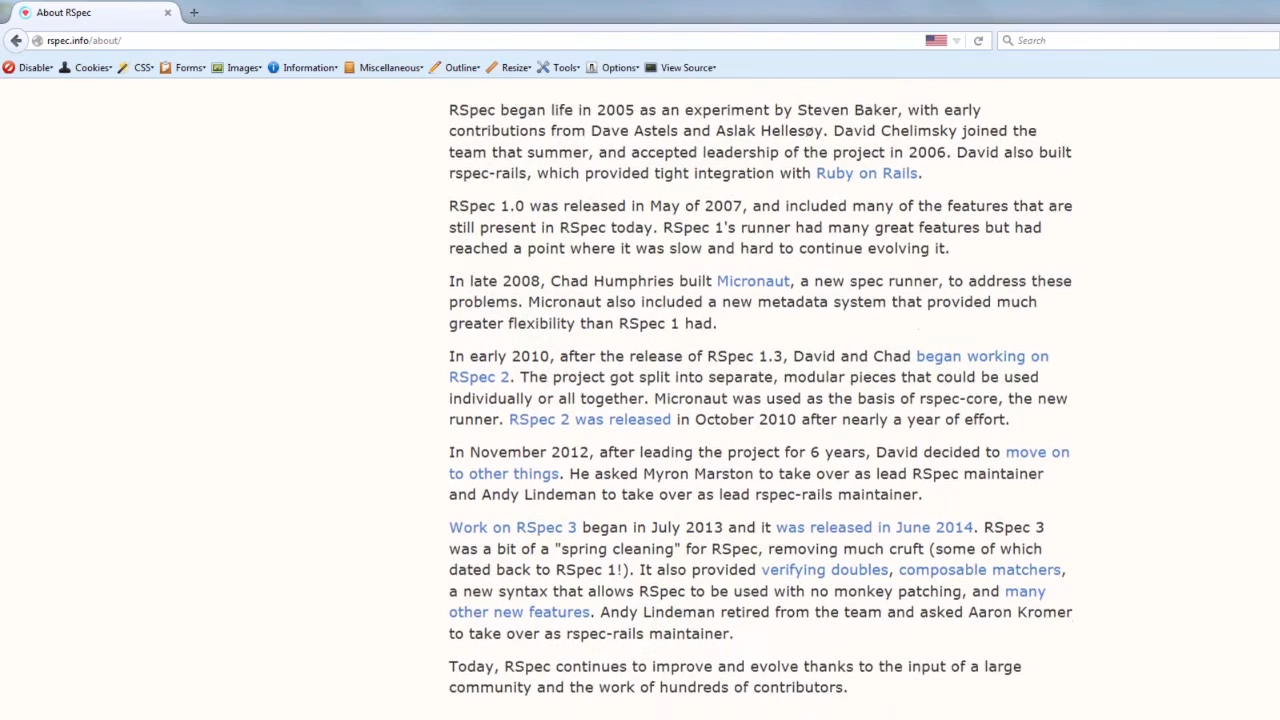 About RSpec
rspec.info/about/
Search
Disable Cookies CSS Forms Images Information Miscellaneous Outline Resize Tools Options View Source
RSpec began life in 2005 as an experiment by Steven Baker, with early
contributions from Dave Astels and Aslak Hellesøy. David Chelimsky joined the
team that summer, and accepted leadership of the project in 2006. David also built
rspec-rails, which provided tight integration with Ruby on Rails.
RSpec 1.0 was released in May of 2007, and included many of the features that are
still present in RSpec today. RSpec 1's runner had many great features but had
reached a point where it was slow and hard to continue evolving it.
In late 2008, Chad Humphries built Micronaut, a new spec runner, to address these
problems. Micronaut also included a new metadata system that provided much
greater flexibility than RSpec 1 had.
In early 2010, after the release of RSpec 1.3, David and Chad began working on
RSpec 2. The project got split into separate, modular pieces that could be used
individually or all together. Micronaut was used as the basis of rspec-core, the new
runner. RSpec 2 was released in October 2010 after nearly a year of effort.
In November 2012, after leading the project for 6 years, David decided to move on
to other things. He asked Myron Marston to take over as lead RSpec maintainer
and Andy Lindeman to take over as lead rspec-rails maintainer.
Work on RSpec 3 began in July 2013 and it was released in June 2014. RSpec 3
was a bit of a "spring cleaning" for RSpec, removing much cruft (some of which
dated back to RSpec 1!). It also provided verifying doubles, composable matchers,
a new syntax that allows RSpec to be used with no monkey patching, and many
other new features. Andy Lindeman retired from the team and asked Aaron Kromer
to take over as rspec-rails maintainer.
Today, RSpec continues to improve and evolve thanks to the input of a large
community and the work of hundreds of contributors.